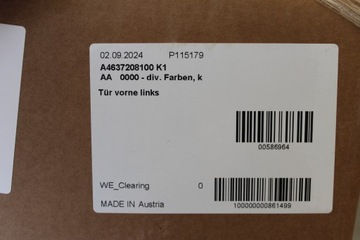 02.09.2024 P115179
A4637208100 K1
AA 0000 - div. Farben, k
Tür vorne links
00586964
WE_Clearing 0
100000000861499
MADE IN Austria